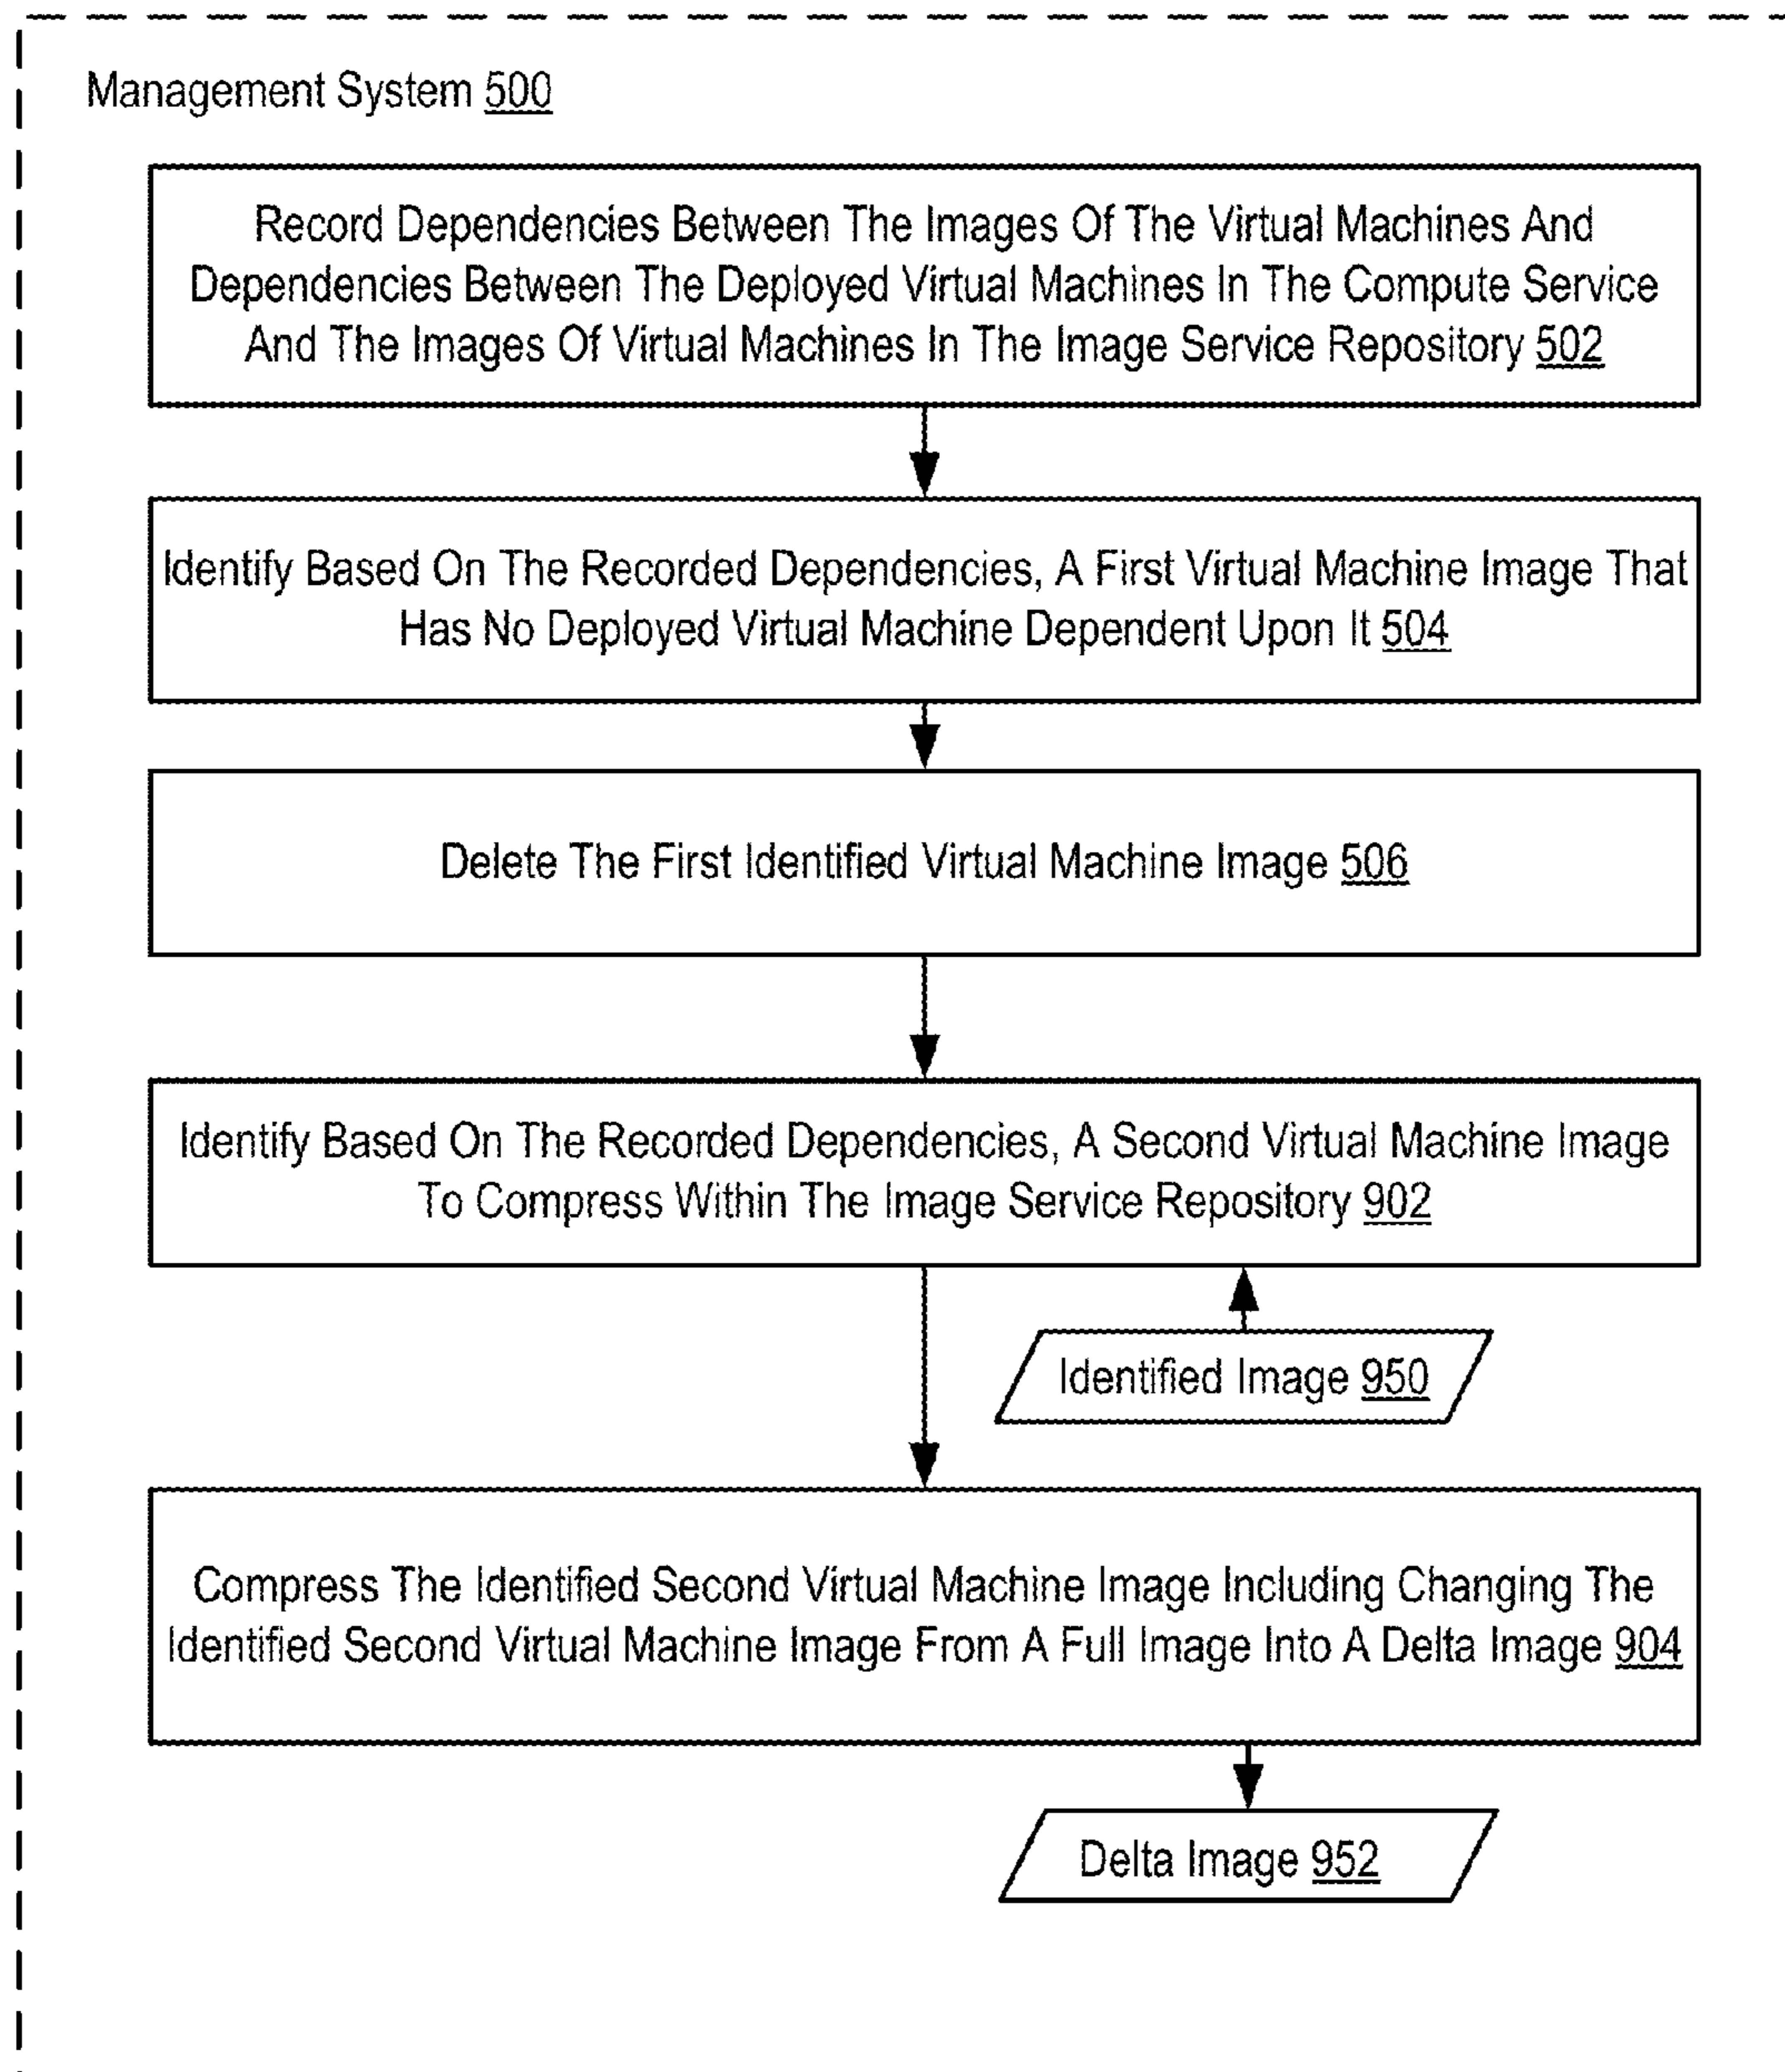 Management System 500
Record Dependencies Between The Images Of The Virtual Machines And
Dependencies Between The Deployed Virtual Machines In The Compute Service
And The Images Of Virtual Machines In The Image Service Repository 502
Identify Based On The Recorded Dependencies, A First Virtual Machine Image That
Has No Deployed Virtual Machine Dependent Upon It 504
Delete The First Identified Virtual Machine Image 506
Identify Based On The Recorded Dependencies, A Second Virtual Machine Image
To Compress Within The Image Service Repository 902
Identified Image 950
Compress The Identified Second Virtual Machine Image Including Changing The
Identified Second Virtual Machine Image From A Full Image Into A Delta Image 904
Delta Image 952